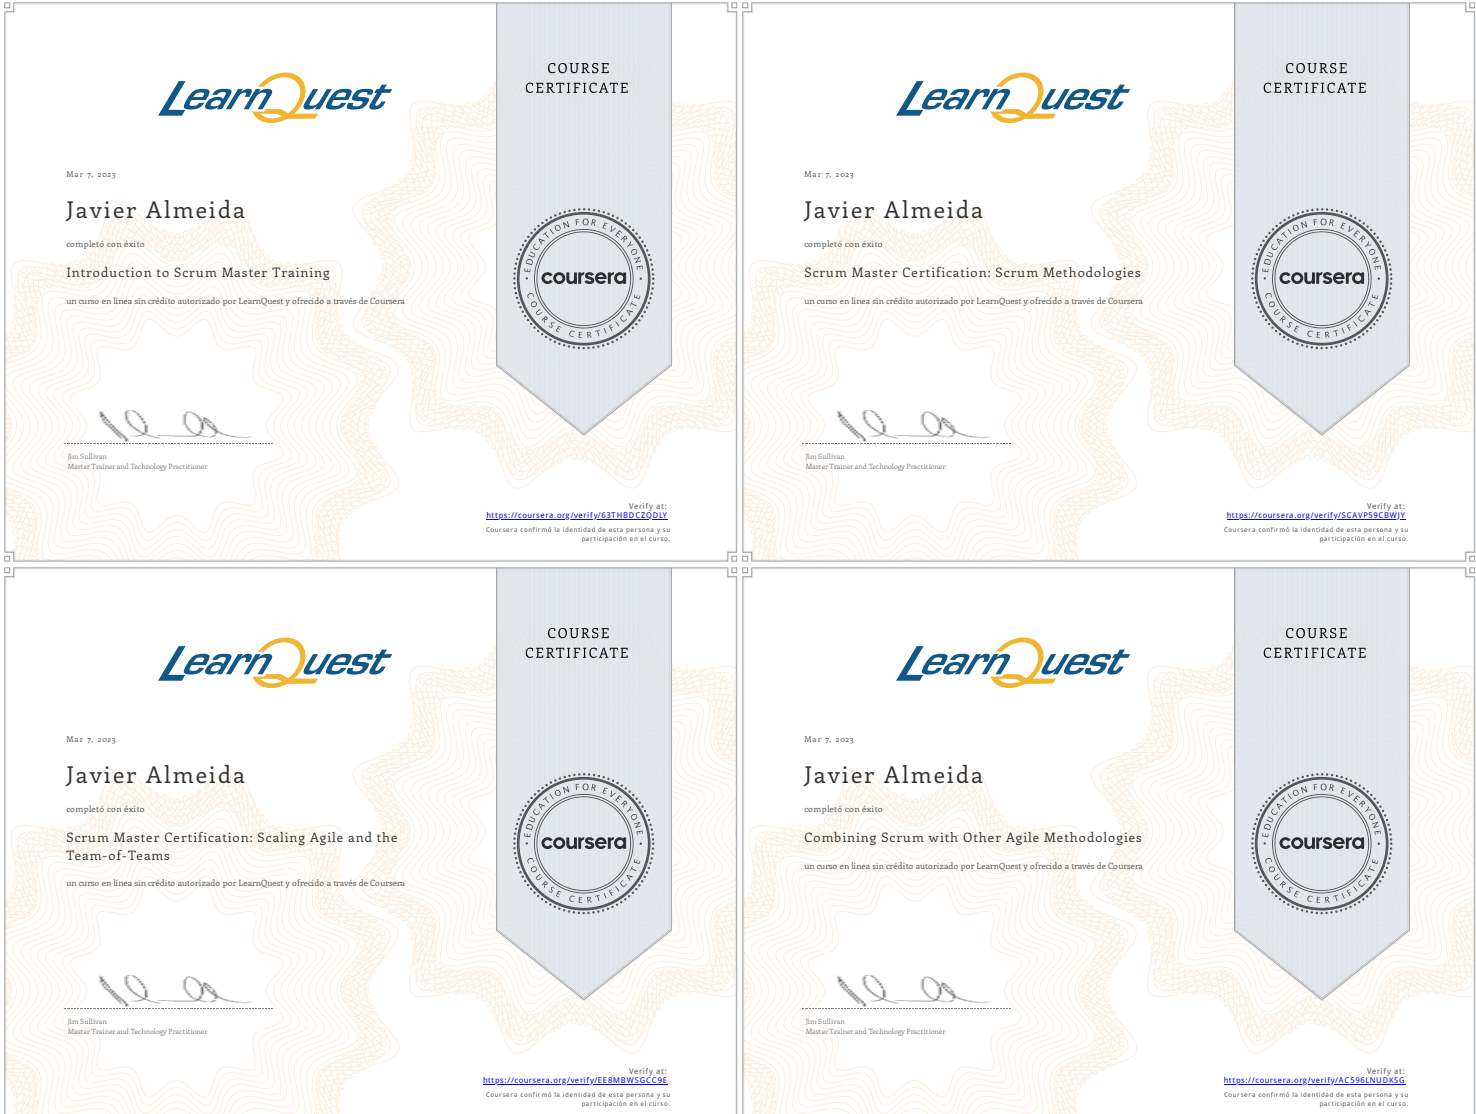 LearnQuest
COURSE
CERTIFICATE
Mar 7, 2023
Javier Almeida
completó con éxito
Introduction to Scrum Master Training
un curso en línea sin crédito autorizado por LearnQuest y ofrecido a través de Coursera
EDUCATION FOR EVERYONE
coursera
COURSE CERTIFICATE
Jim Sullivan
Master Trainer and Technology Practitioner
Verify at:
https://coursera.org/verify/63THBDCZQDLY
Coursera confirmó la identidad de esta persona y su
participación en el curso.
LearnQuest
COURSE
CERTIFICATE
Mar 7, 2023
Javier Almeida
completó con éxito
Scrum Master Certification: Scrum Methodologies
un curso en línea sin crédito autorizado por LearnQuest y ofrecido a través de Coursera
EDUCATION FOR EVERYONE
coursera
COURSE CERTIFICATE
Jim Sullivan
Master Trainer and Technology Practitioner
Verify at:
https://coursera.org/verify/SCAVP59CBWJY
Coursera confirmó la identidad de esta persona y su
participación en el curso.
LearnQuest
COURSE
CERTIFICATE
Mar 7, 2023
Javier Almeida
completó con éxito
Scrum Master Certification: Scaling Agile and the
Team-of-Teams
un curso en línea sin crédito autorizado por LearnQuest y ofrecido a través de Coursera
EDUCATION FOR EVERYONE
coursera
COURSE CERTIFICATE
Jim Sullivan
Master Trainer and Technology Practitioner
Verify at:
https://coursera.org/verify/EE8MBWSGCC9E
Coursera confirmó la identidad de esta persona y su
participación en el curso.
LearnQuest
COURSE
CERTIFICATE
Mar 7, 2023
Javier Almeida
completó con éxito
Combining Scrum with Other Agile Methodologies
un curso en línea sin crédito autorizado por LearnQuest y ofrecido a través de Coursera
EDUCATION FOR EVERYONE
coursera
COURSE CERTIFICATE
Jim Sullivan
Master Trainer and Technology Practitioner
Verify at:
https://coursera.org/verify/AC596LNUDKSG
Coursera confirmó la identidad de esta persona y su
participación en el curso.